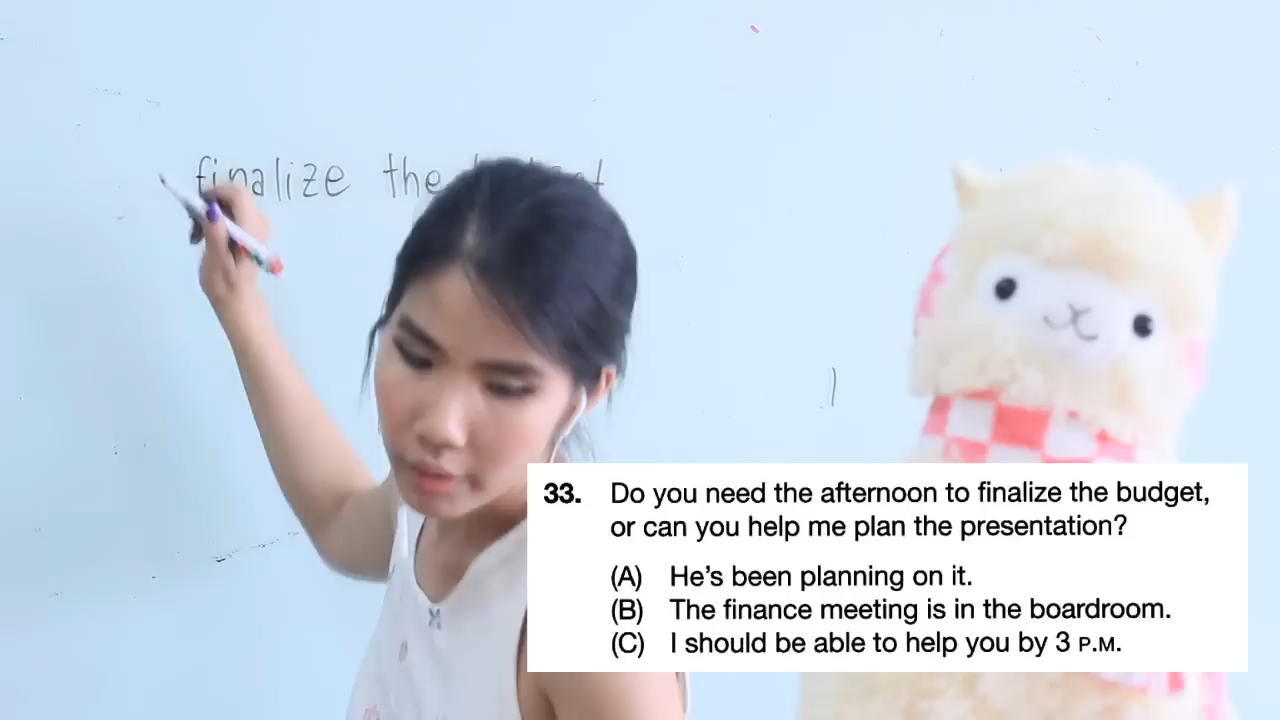 finalize the
33. Do you need the afternoon to finalize the budget,
or can you help me plan the presentation?
(A) He's been planning on it.
(B) The finance meeting is in the boardroom.
(C) I should be able to help you by 3 P.M.